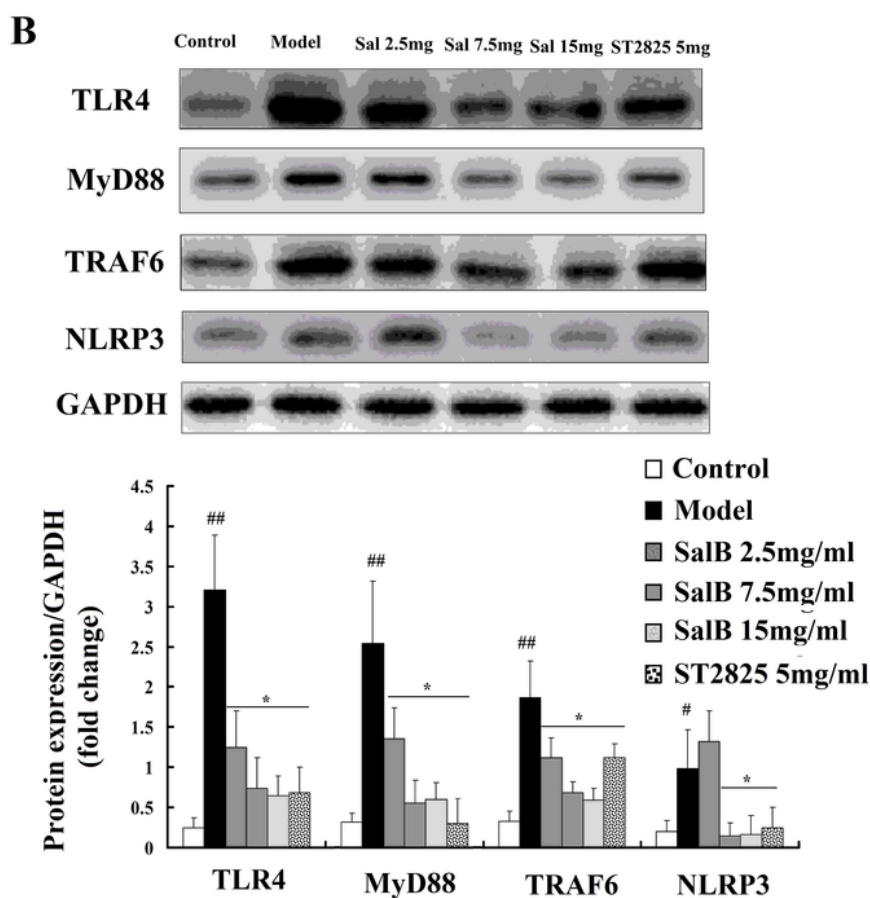 B
Control Model Sal 2.5mg Sal 7.5mg Sal 15mg ST2825 5mg
TLR4
MyD88
TRAF6
NLRP3
GAPDH
Protein expression/GAPDH
(fold change)
4.5
4
3.5
3
2.5
2
1.5
1
0.5
0
##
##
##
#
*
*
*
*
Control
Model
SalB 2.5mg/ml
SalB 7.5mg/ml
SalB 15mg/ml
ST2825 5mg/ml
TLR4 MyD88 TRAF6 NLRP3